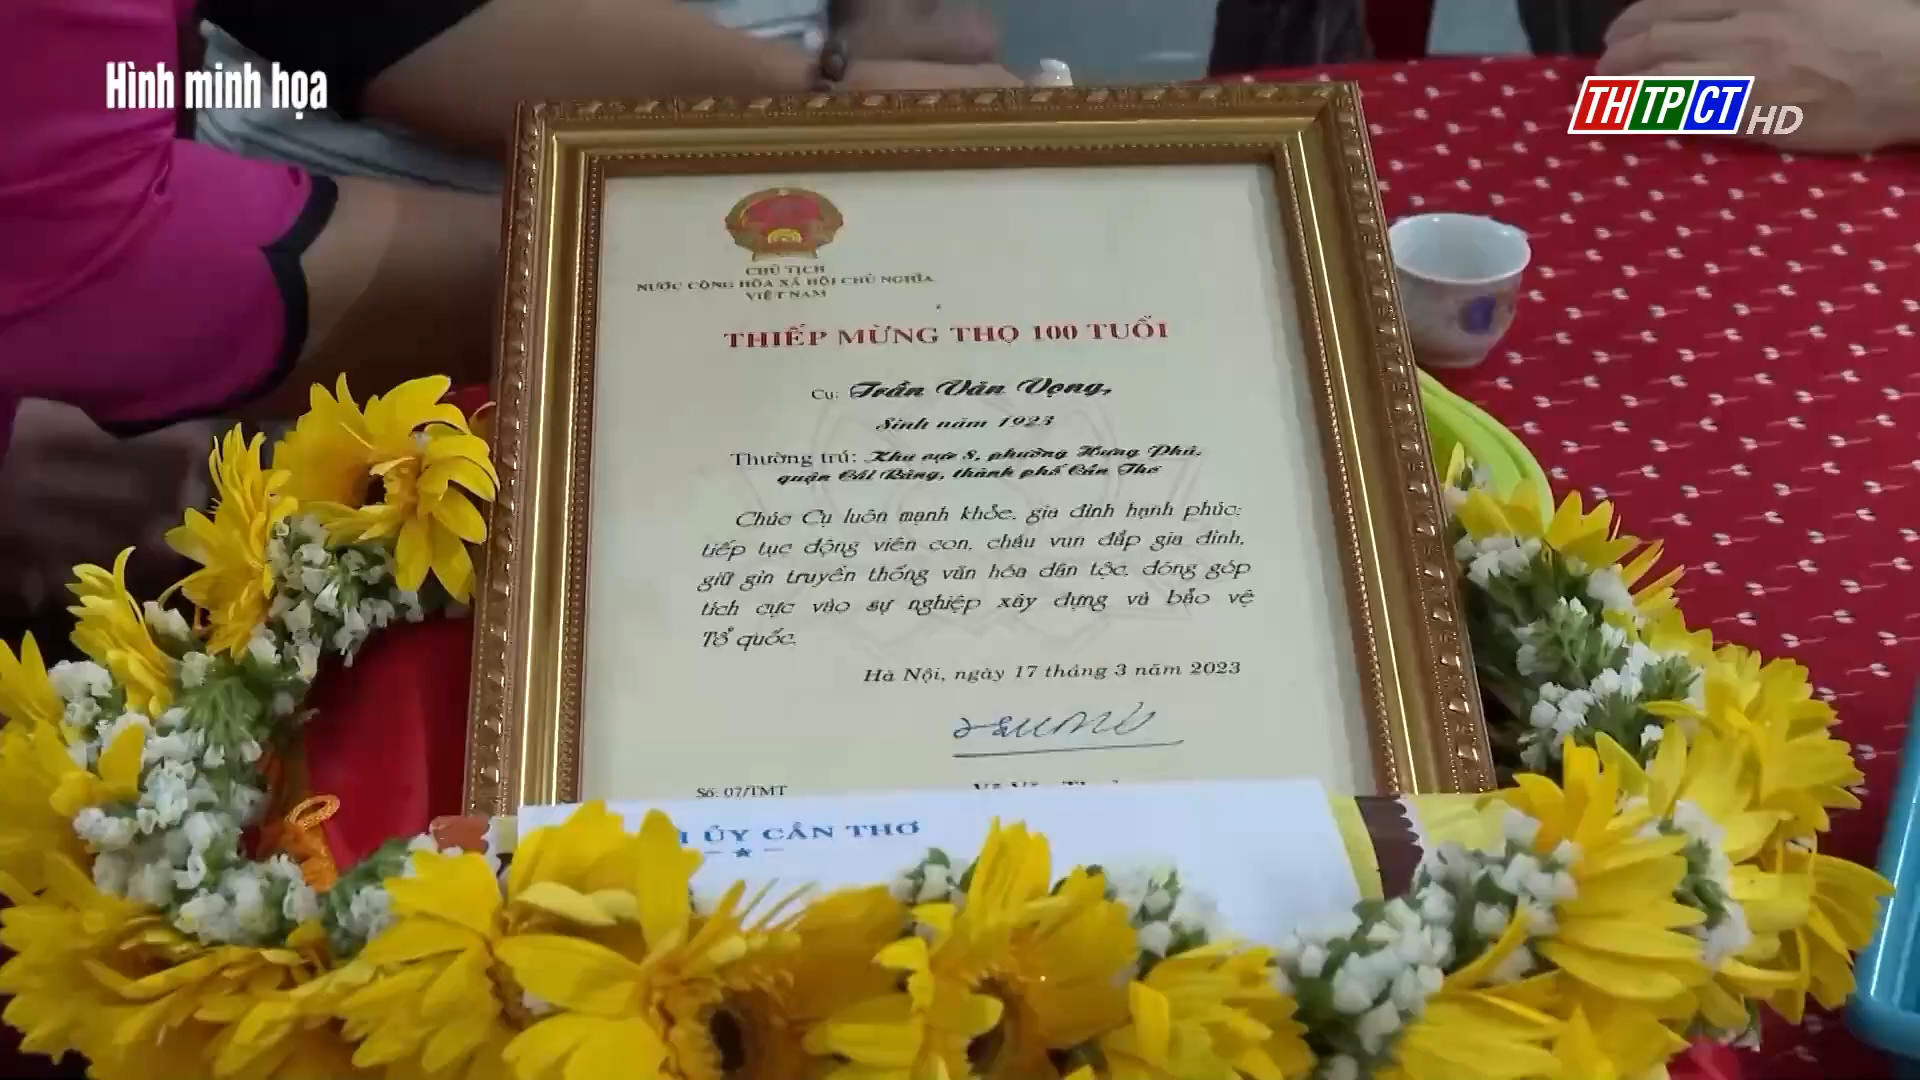 Hình minh họa
THTPCT HD
CHỦ TỊCH
NƯỚC CỘNG HÒA XÃ HỘI CHỦ NGHĨA
VIỆT NAM
THIẾP MỪNG THỌ 100 TUỔI
Cụ: Trần Văn Vọng,
Sinh năm 1923
Thường trú: Khu vực 8, phường Hưng Phú,
quận Cái Răng, thành phố Cần Thơ
Chúc Cụ luôn mạnh khỏe, gia đình hạnh phúc;
tiếp tục động viên con, cháu vun đắp gia đình,
giữ gìn truyền thống văn hóa dân tộc, đóng góp
tích cực vào sự nghiệp xây dựng và bảo vệ
Tổ quốc.
Hà Nội, ngày 17 tháng 3 năm 2023
Số: 07/TMT
ỦY CẦN THƠ